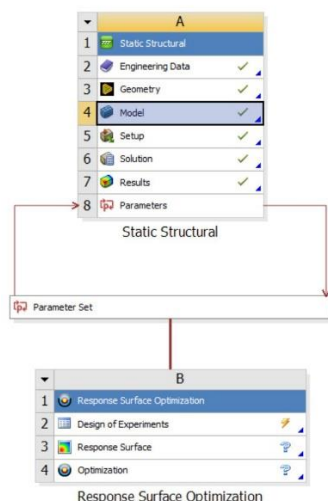 A
1 Static Structural
2 Engineering Data
3 Geometry
4 Model
5 Setup
6 Solution
7 Results
8 Parameters
Static Structural
Parameter Set
B
1 Response Surface Optimization
2 Design of Experiments
3 Response Surface
4 Optimization
Response Surface Optimization